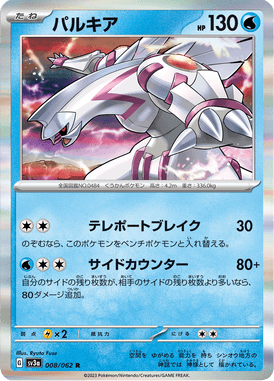 たね パルキア HP 130
全国図鑑NO.0484 くうかんポケモン 高さ：4.2m 重さ：336.0kg
テレポートブレイク 30
のぞむなら、このポケモンをベンチポケモンと入れ替える。
サイドカウンター 80+
自分のサイドの残り枚数が、相手のサイドの残り枚数より多いなら、80ダメージ追加。
弱点 ×2 抵抗力 にげる
illus. Ryota Fuse
G sv3a 008/062 R
空間を ゆがめる 能力を 持ち シンオウ地方の
神話では 神様として 描かれている。
©2023 Pokémon/Nintendo/Creatures/GAME FREAK.